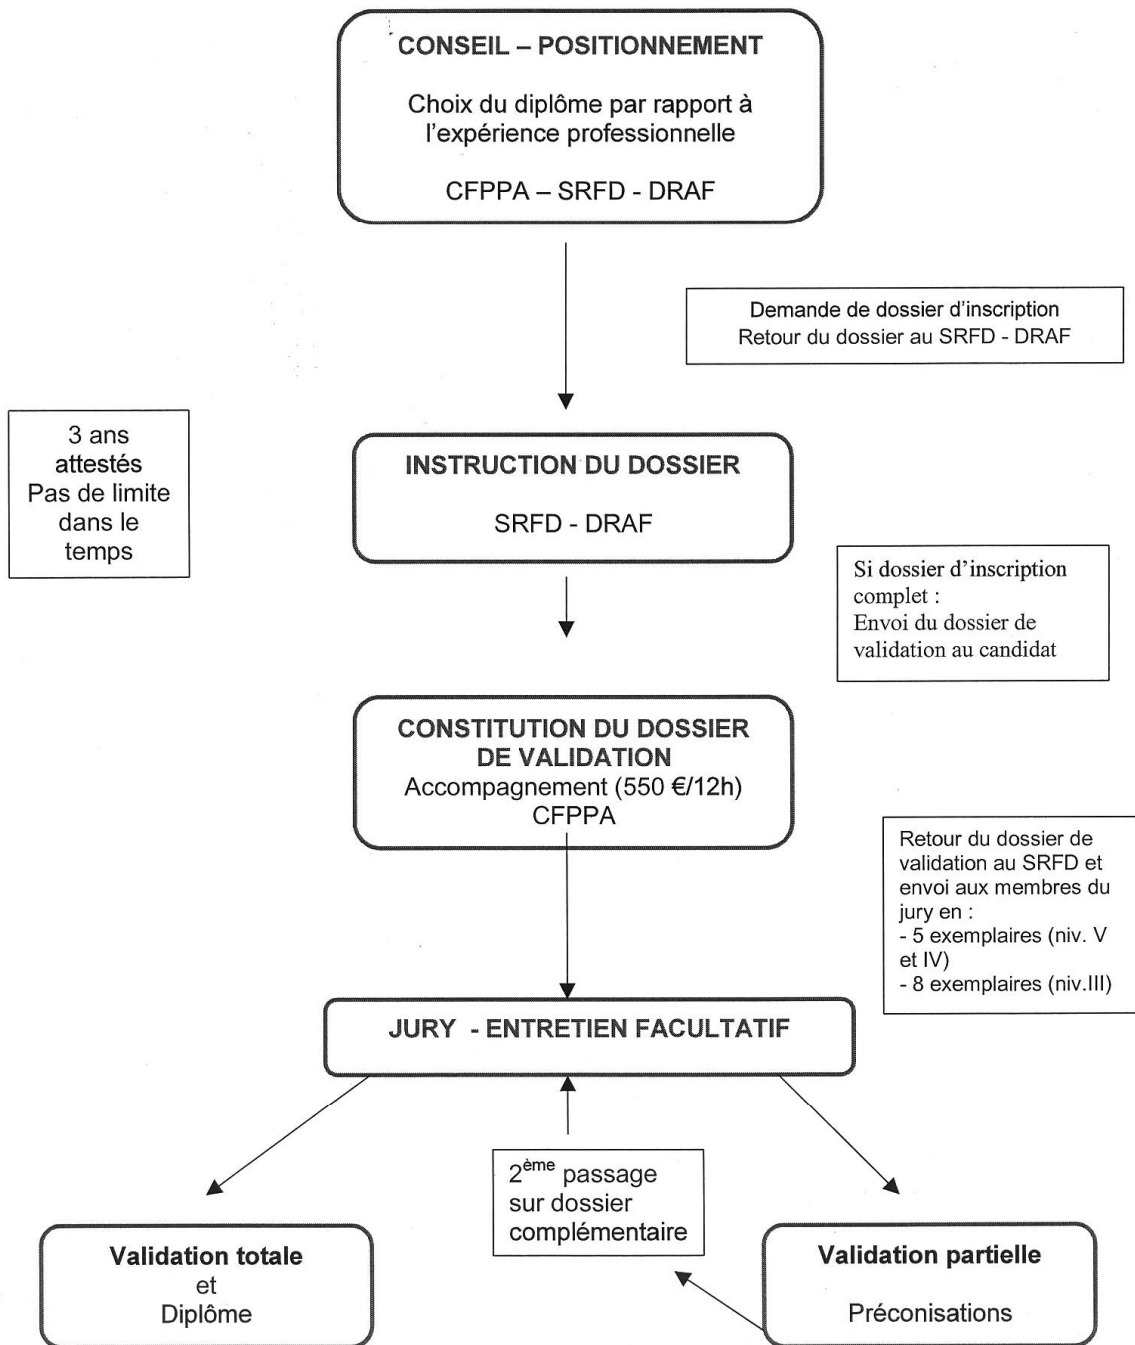 CONSEIL – POSITIONNEMENT
Choix du diplôme par rapport à
l'expérience professionnelle
CFPPA – SRFD - DRAF
Demande de dossier d'inscription
Retour du dossier au SRFD - DRAF
3 ans
attestés
Pas de limite
dans le
temps
INSTRUCTION DU DOSSIER
SRFD - DRAF
Si dossier d'inscription
complet :
Envoi du dossier de
validation au candidat
CONSTITUTION DU DOSSIER
DE VALIDATION
Accompagnement (550 €/12h)
CFPPA
Retour du dossier de
validation au SRFD et
envoi aux membres du
jury en :
- 5 exemplaires (niv. V
et IV)
- 8 exemplaires (niv.III)
JURY - ENTRETIEN FACULTATIF
2ème passage
sur dossier
complémentaire
Validation totale
et
Diplôme
Validation partielle
Préconisations